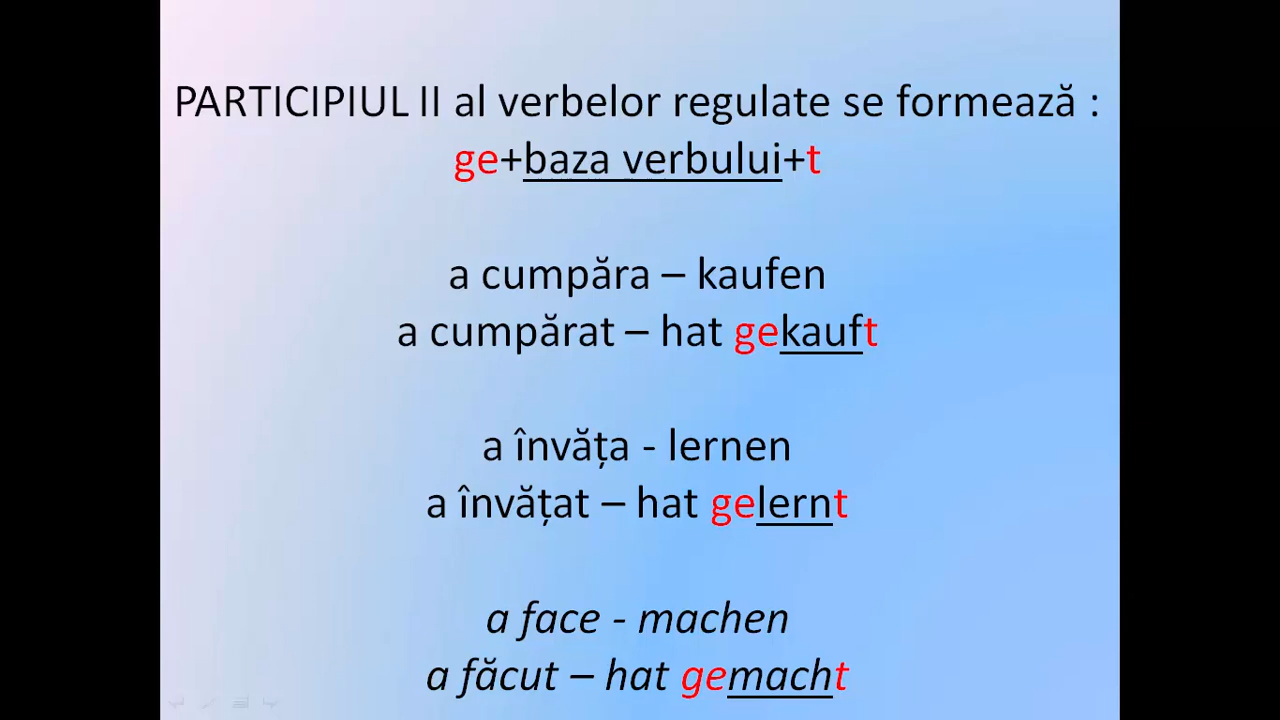 PARTICIPIUL II al verbelor regulate se formează :
ge+baza verbului+t
a cumpăra – kaufen
a cumpărat – hat gekauft
a învăța - lernen
a învățat – hat gelernt
a face - machen
a făcut – hat gemacht